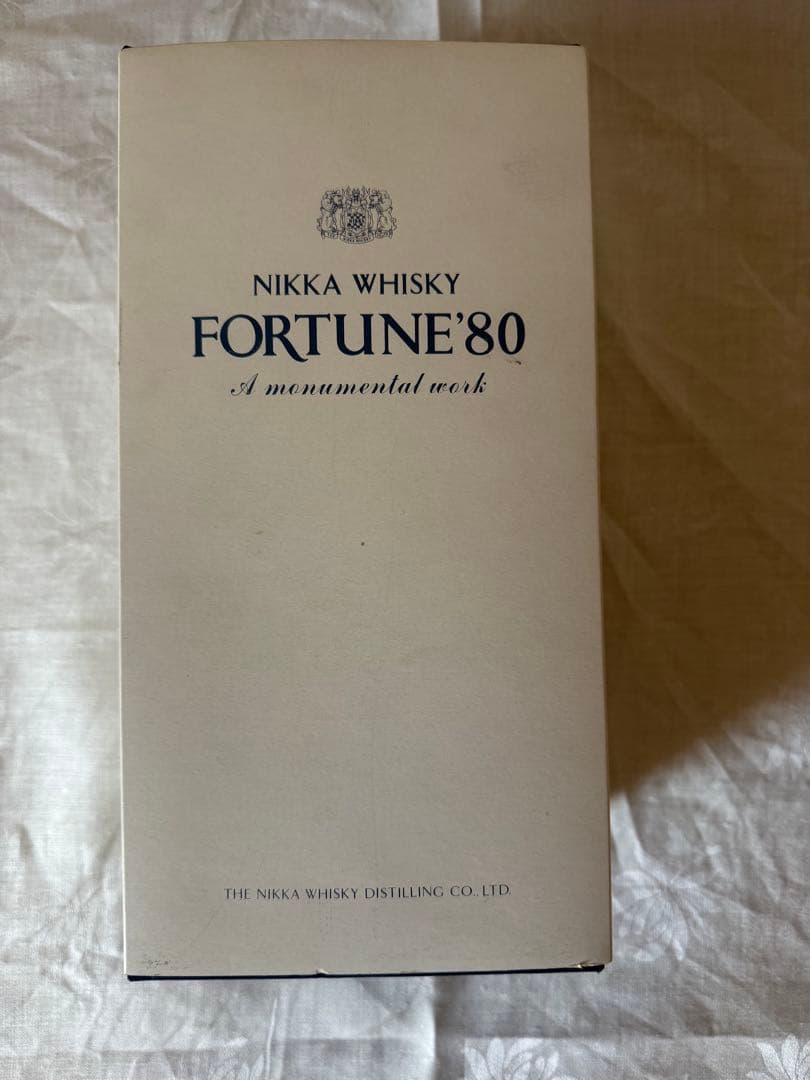 NIKKA WHISKY
FORTUNE'80
A monumental work
THE NIKKA WHISKY DISTILLING CO., LTD.